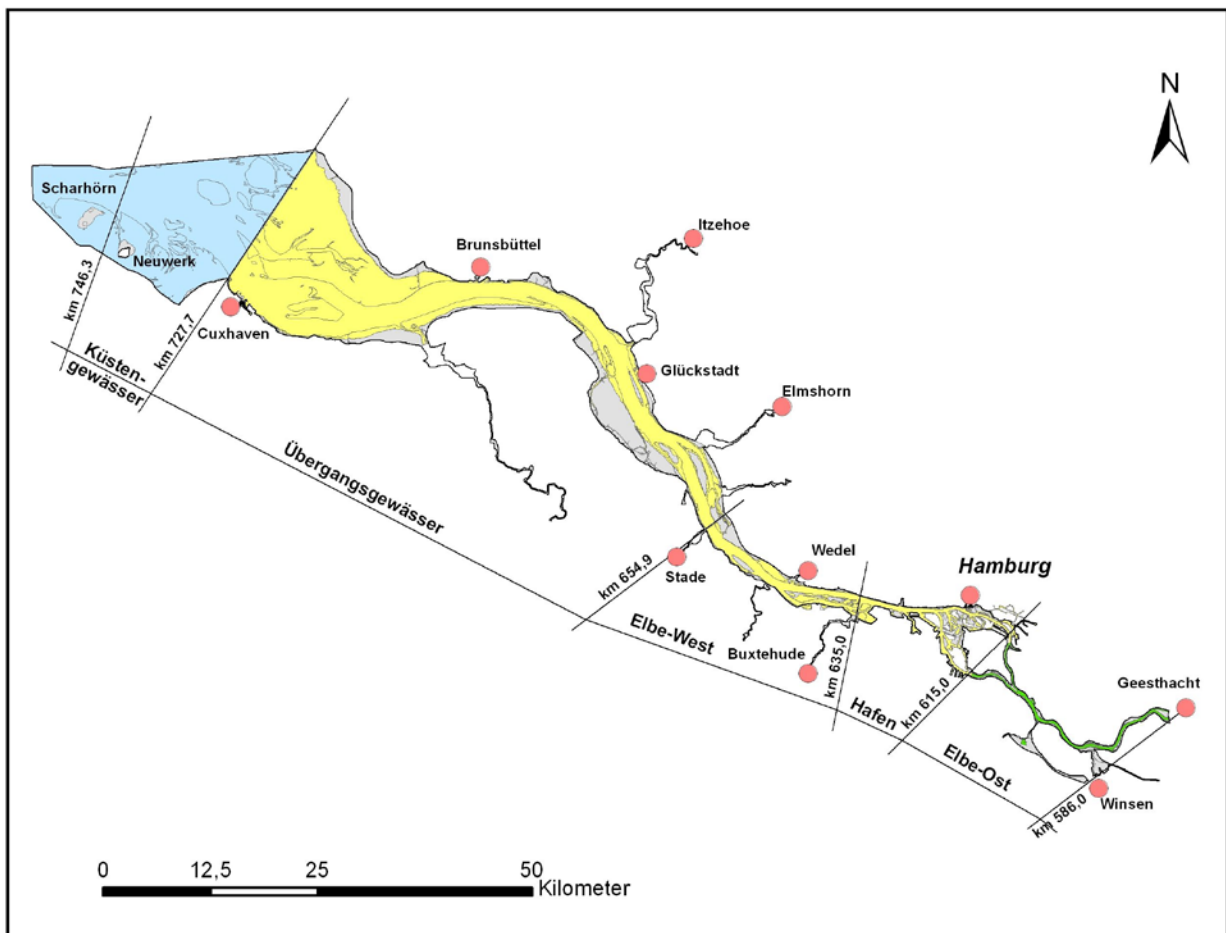 N
Scharhörn
Neuwerk
km 746,3
km 727,7
Cuxhaven
Brunsbüttel
Itzehoe
Glückstadt
Elmshorn
Küsten-
gewässer
Übergangsgewässer
km 654,9
Stade
Wedel
Hamburg
Elbe-West
Buxtehude
km 635,0
Hafen
km 615,0
Geesthacht
Elbe-Ost
km 586,0
Winsen
0 12,5 25 50
Kilometer